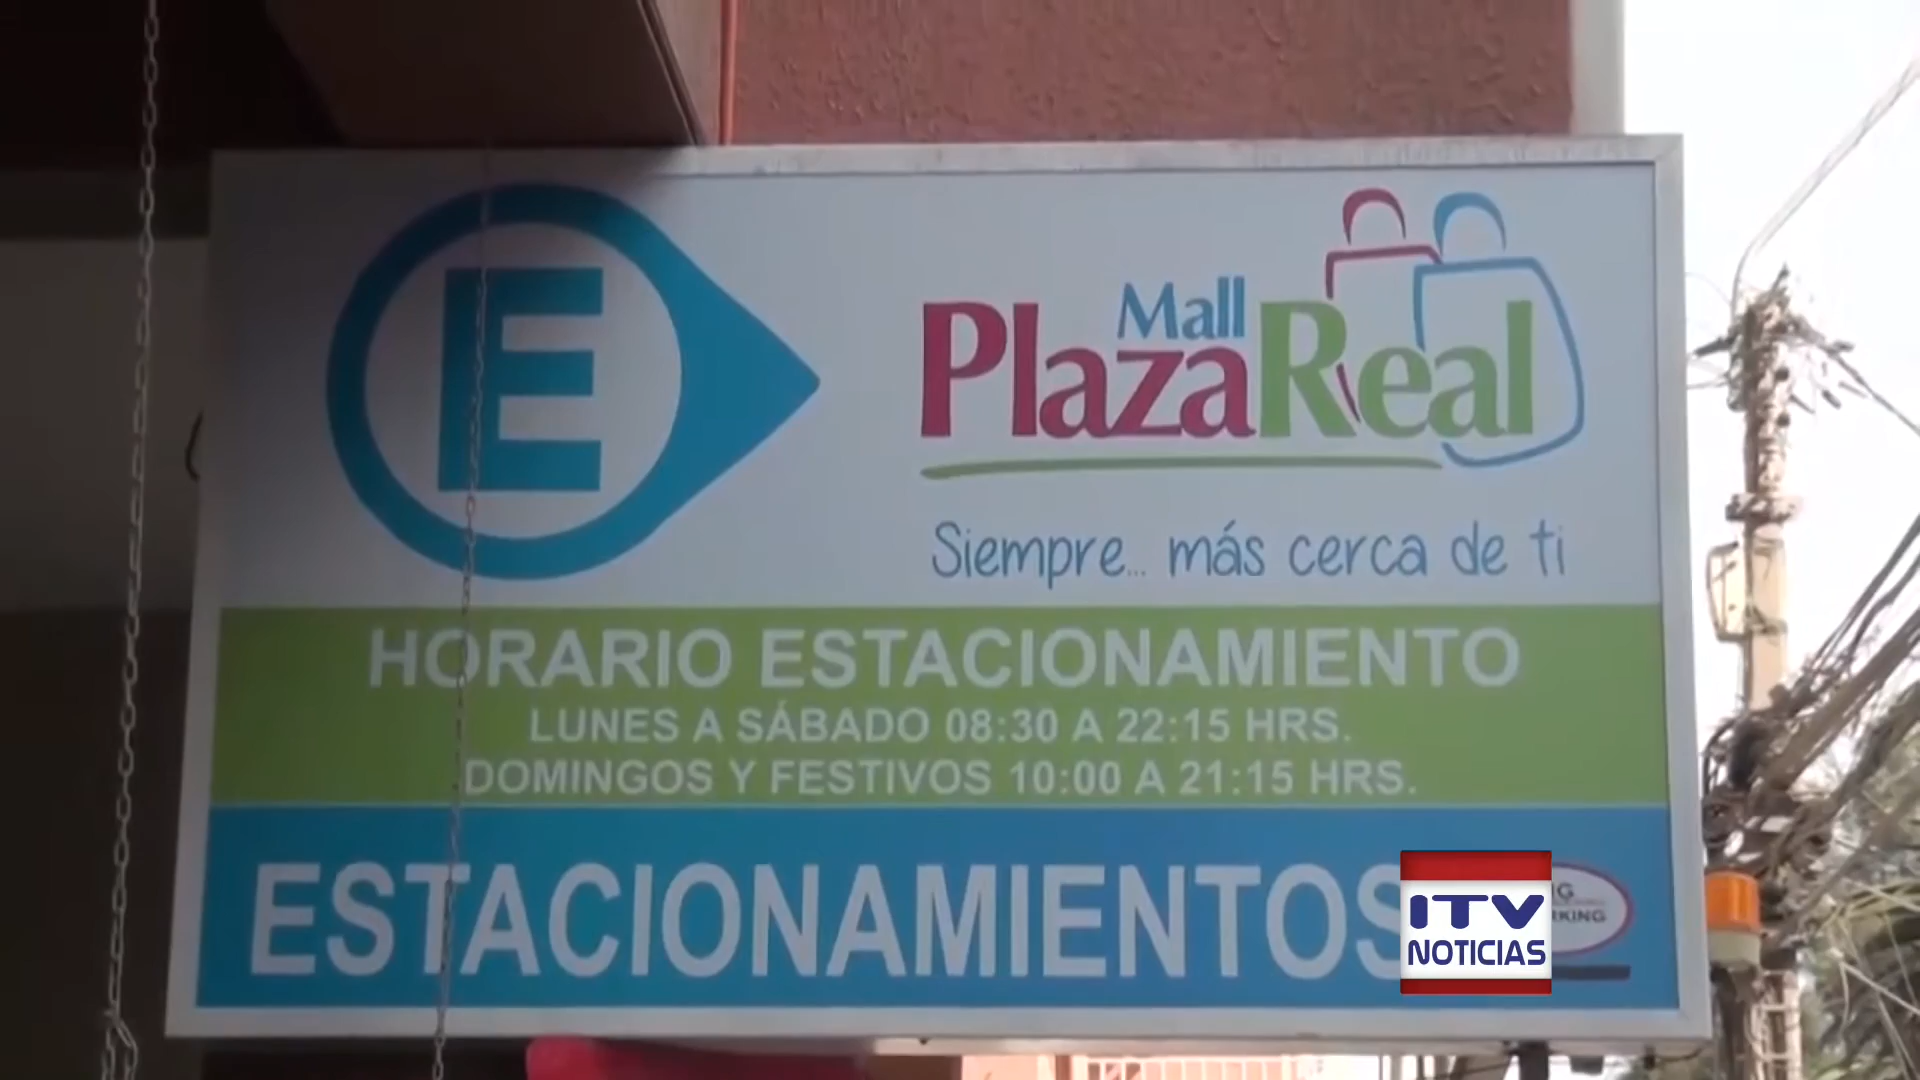 E
Mall
PlazaReal
Siempre... más cerca de ti
HORARIO ESTACIONAMIENTO
LUNES A SÁBADO 08:30 A 22:15 HRS.
DOMINGOS Y FESTIVOS 10:00 A 21:15 HRS.
ESTACIONAMIENTOS
ITV
NOTICIAS